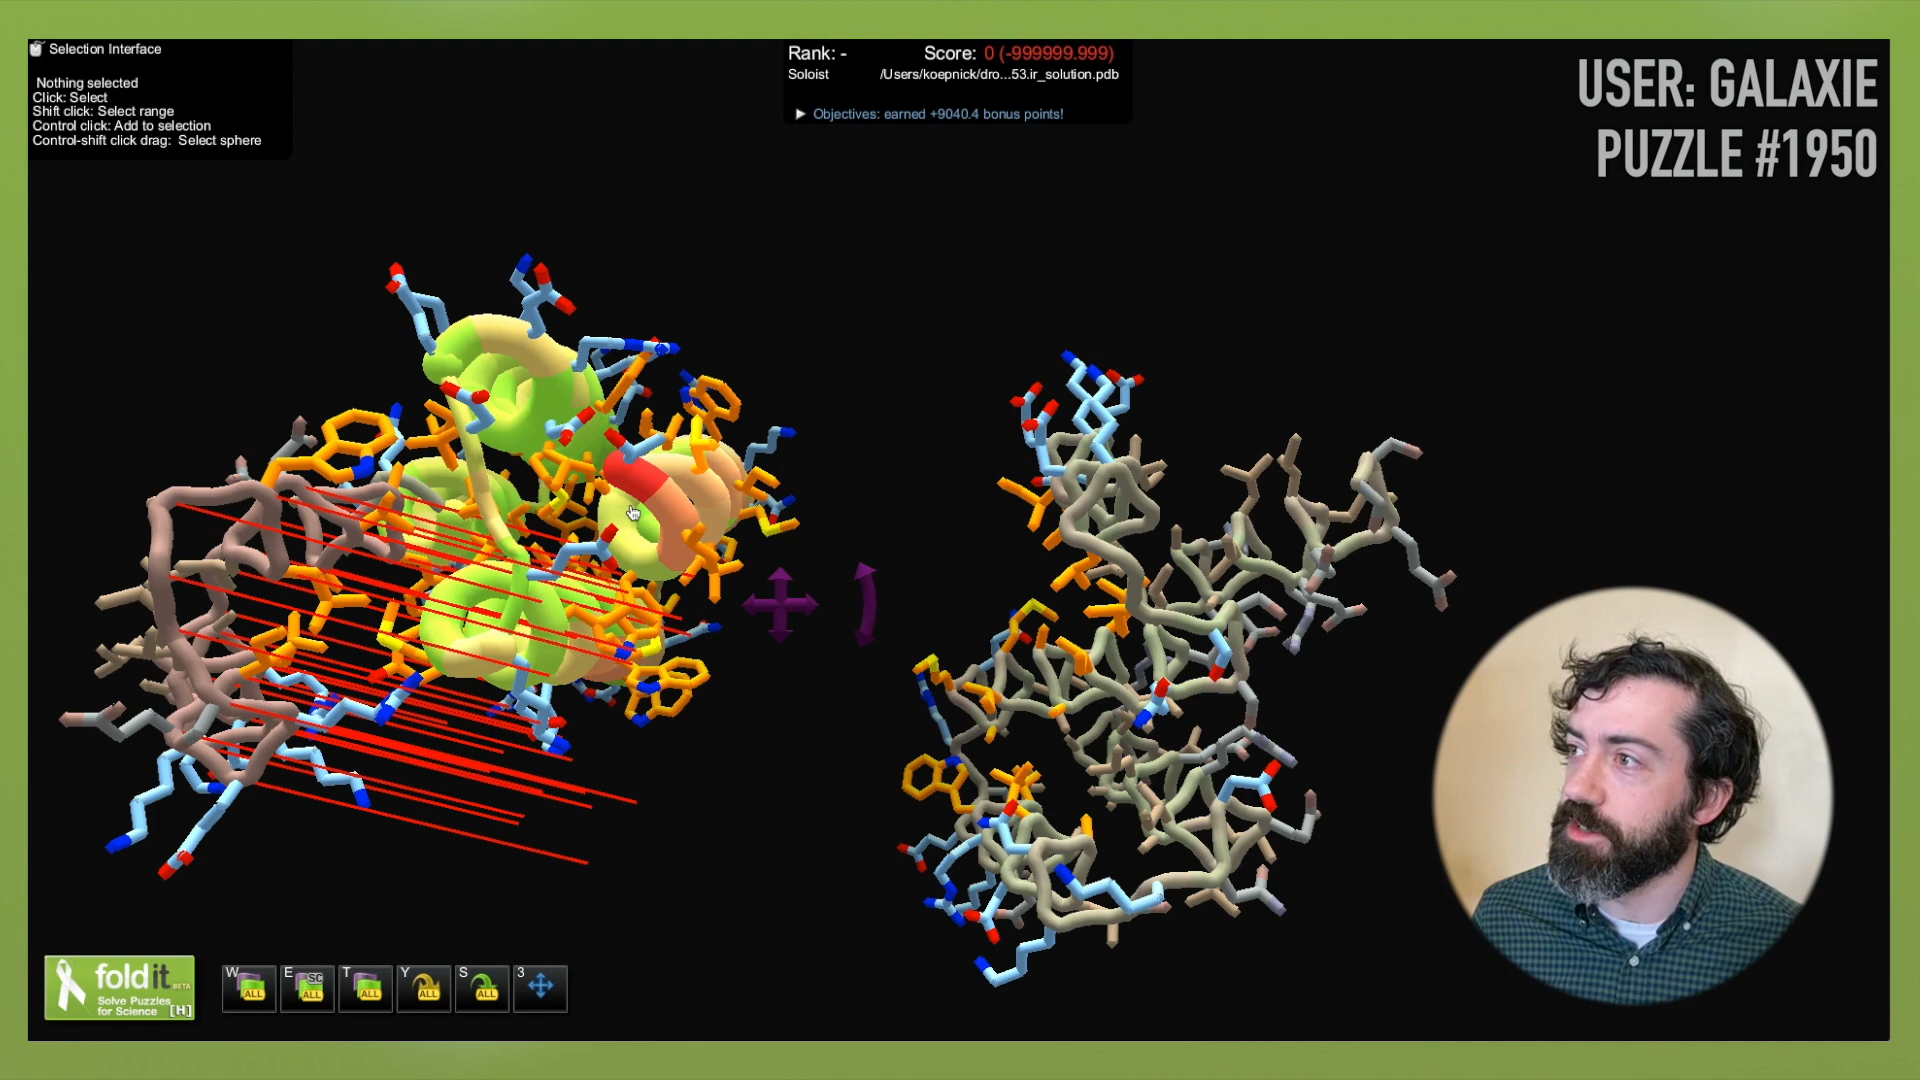 Selection Interface
Nothing selected
Click: Select
Shift click: Select range
Control click: Add to selection
Control-shift click drag: Select sphere
Rank: - Score: 0 (-999999.999)
Soloist /Users/koepnick/dro...53.ir_solution.pdb
Objectives: earned +9040.4 bonus points!
USER: GALAXIE
PUZZLE #1950
foldit
BETA
Solve Puzzles
for Science [H]
W ALL
E SC ALL
T ALL
Y ALL
S ALL
3